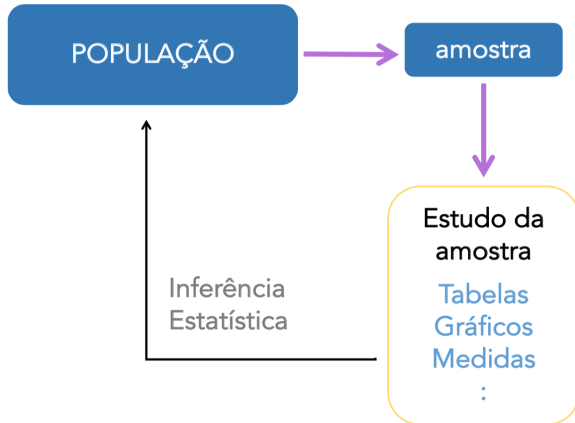 POPULAÇÃO
amostra
Estudo da
amostra
Tabelas
Gráficos
Medidas
:
Inferência
Estatística